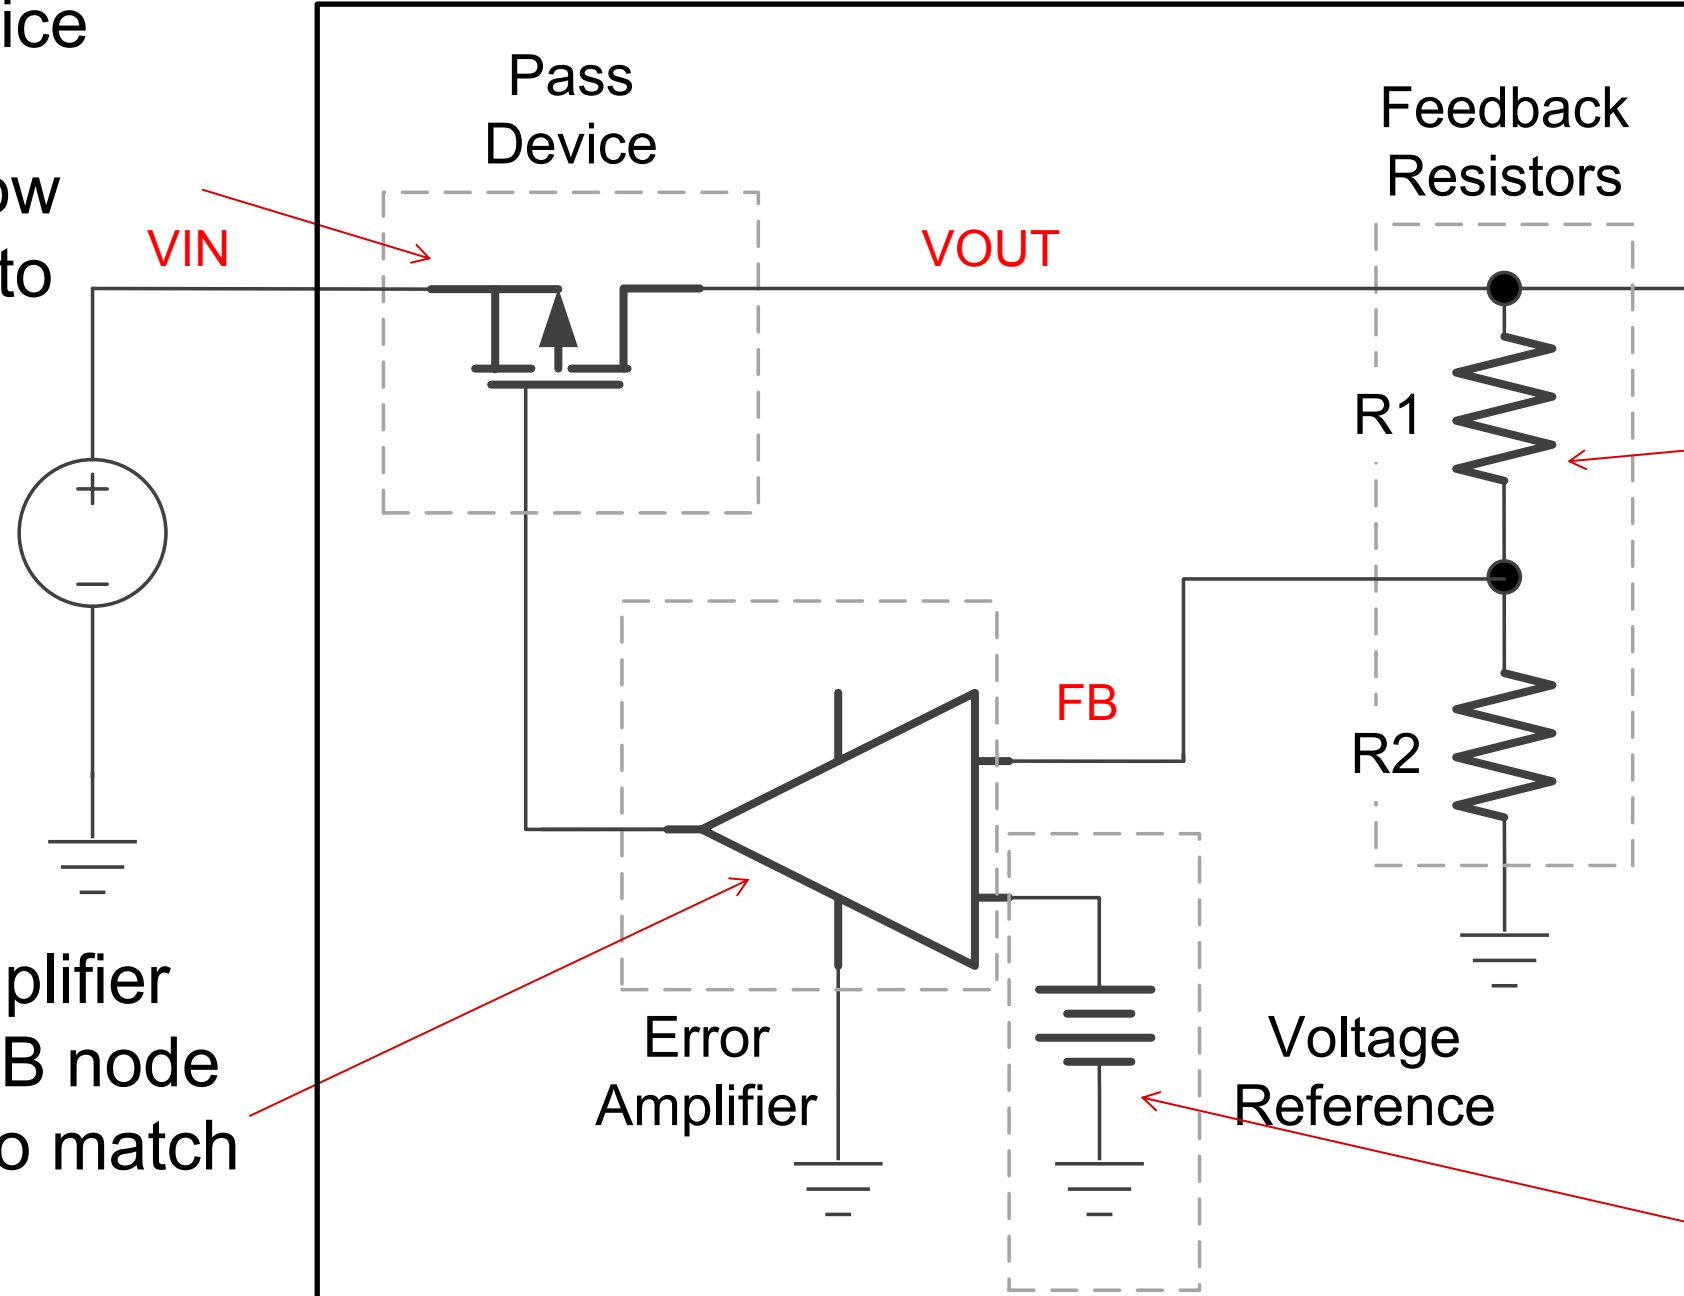 ice
ow
to
VIN
Pass
Device
VOUT
Feedback
Resistors
R1
R2
FB
plifier
B node
o match
Error
Amplifier
Voltage
Reference
+
−